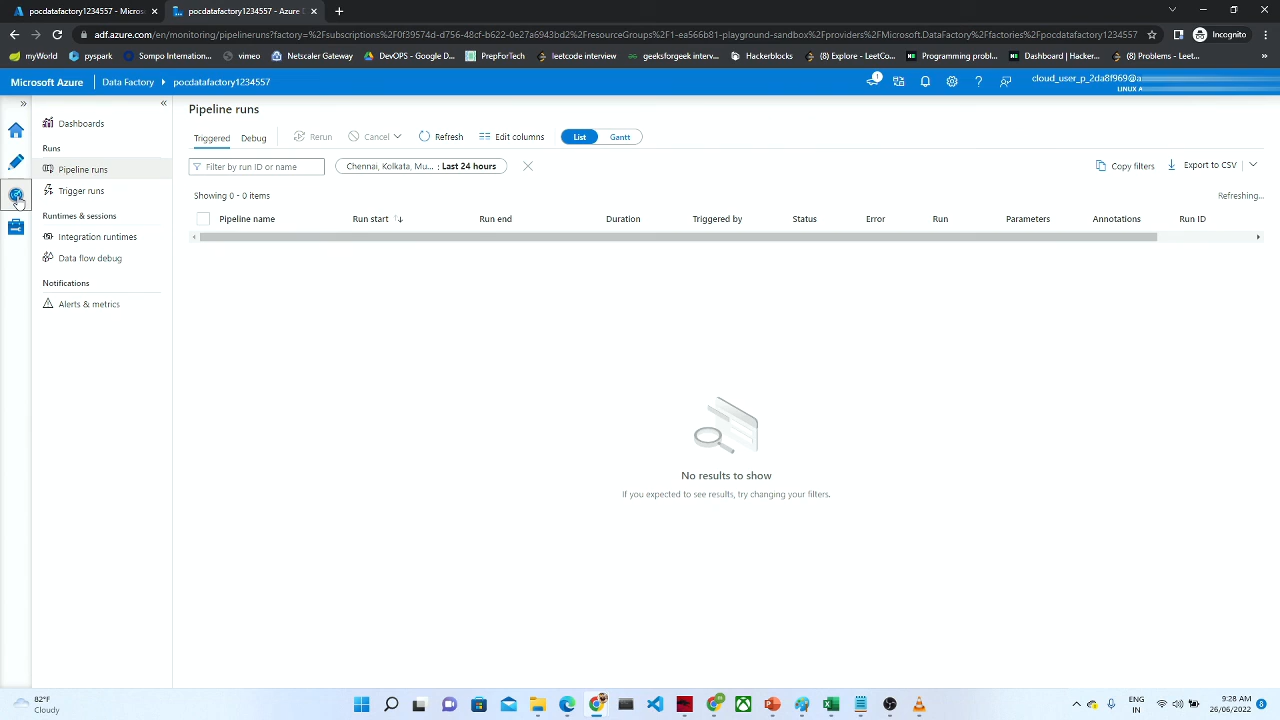 pocdatafactory1234557 - Micros
pocdatafactory1234557 - Azure D
ad.azure.com/en/monitoring/pipelineruns?factory=%2Fsubscriptions%2F0f39574d-d756-48cf-b622-0e27a6943bd2%2FresourceGroups%2F1-ea566b81-playground-sandbox%2Fproviders%2FMicrosoft.DataFactory%2Ffactories%2Fpocdatafactory1234557
Incognito
myWorld
pyspark
Sompo Internation...
vimeo
Netscaler Gateway
DevOPS - Google D...
PrepForTech
leetcode interview
geeksforgeek interv...
Hackerblocks
(8) Explore - LeetCo...
Programming probl...
Dashboard | Hacker...
(8) Problems - Leet...
Microsoft Azure
Data Factory
pocdatafactory1234557
1
cloud_user_p_2da8f969@a
LINUX A
Dashboards
Runs
Pipeline runs
Trigger runs
Runtimes & sessions
Integration runtimes
Data flow debug
Notifications
Alerts & metrics
Pipeline runs
Triggered
Debug
Rerun
Cancel
Refresh
Edit columns
List
Gantt
Filter by run ID or name
Chennai, Kolkata, Mu... : Last 24 hours
Copy filters
Export to CSV
Showing 0 - 0 items
Refreshing...
Pipeline name
Run start
Run end
Duration
Triggered by
Status
Error
Run
Parameters
Annotations
Run ID
No results to show
If you expected to see results, try changing your filters.
82°F
Cloudy
ENG
IN
9:28 AM
26/06/2022